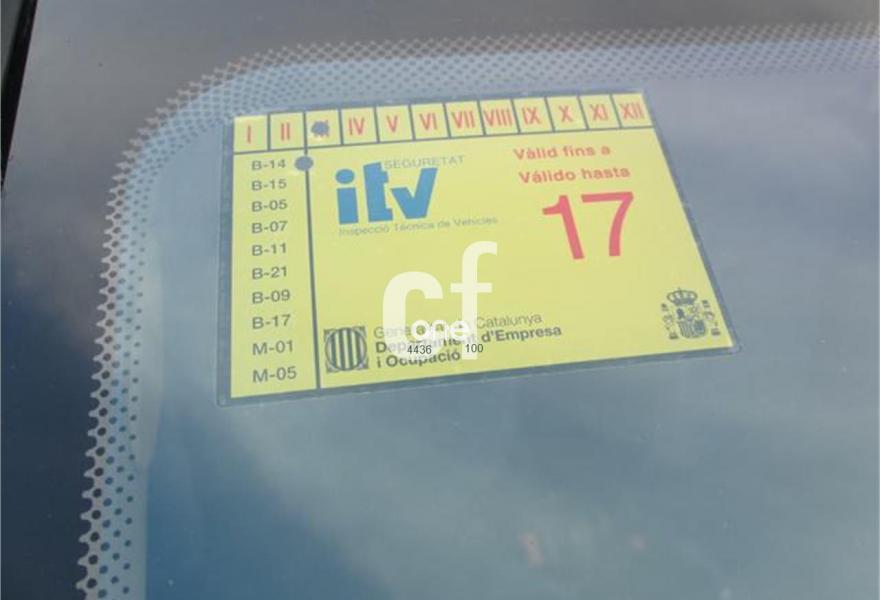 I II IV V VI VII VIII IX X XI XII
B-14
B-15
B-05
B-07
B-11
B-21
B-09
B-17
M-01
M-05
SEGURETAT
itv
Inspecció Tècnica de Vehicles
Vàlid fins a
Válido hasta
17
Catalunya
d'Empresa
i Ocupació
cf
one
4436 100